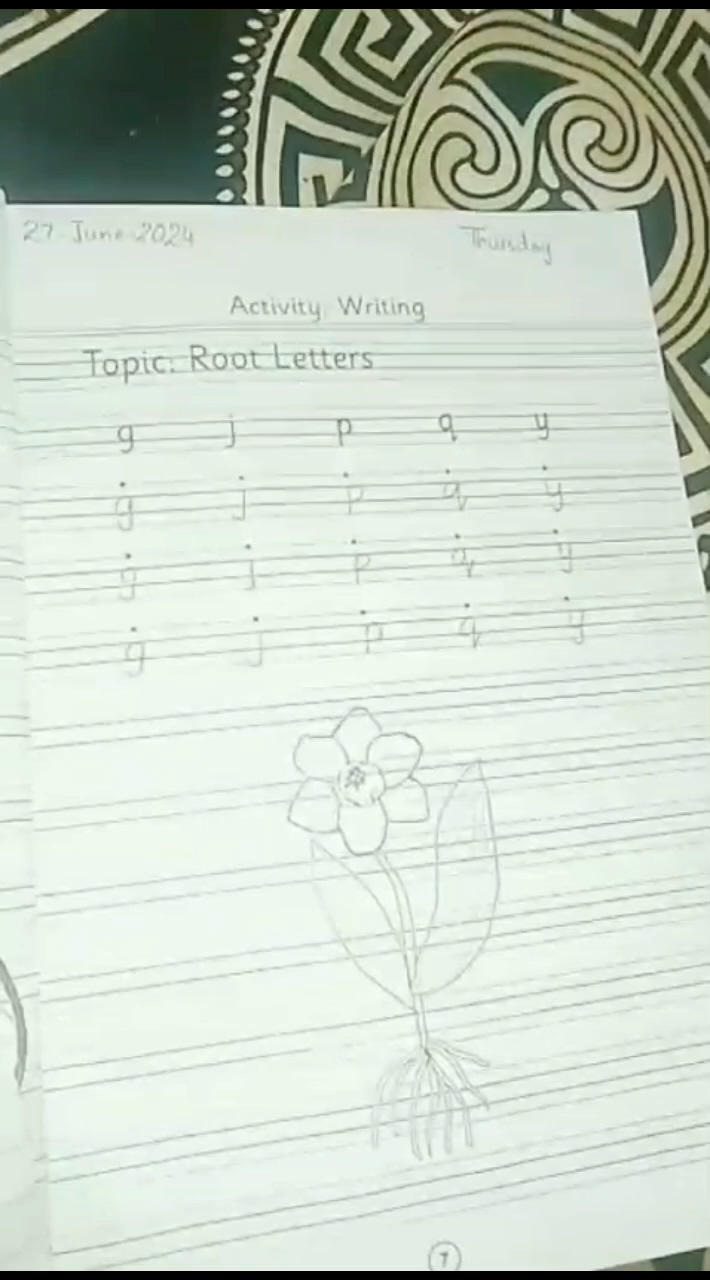 27 June 2024 Thursday
Activity: Writing
Topic: Root Letters
g j p q y
g j p q y
g j p q y
g j p q y
7